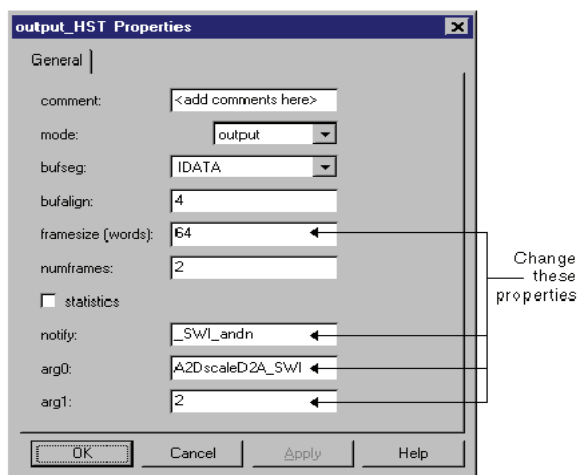 output_HST Properties
General
comment: <add comments here>
mode: output
bufseg: IDATA
bufalign: 4
framesize (words): 64
numframes: 2
statistics
notify: _SWI_andn
arg0: A2DscaleD2A_SWI
arg1: 2
Change
these
properties
OK Cancel Apply Help